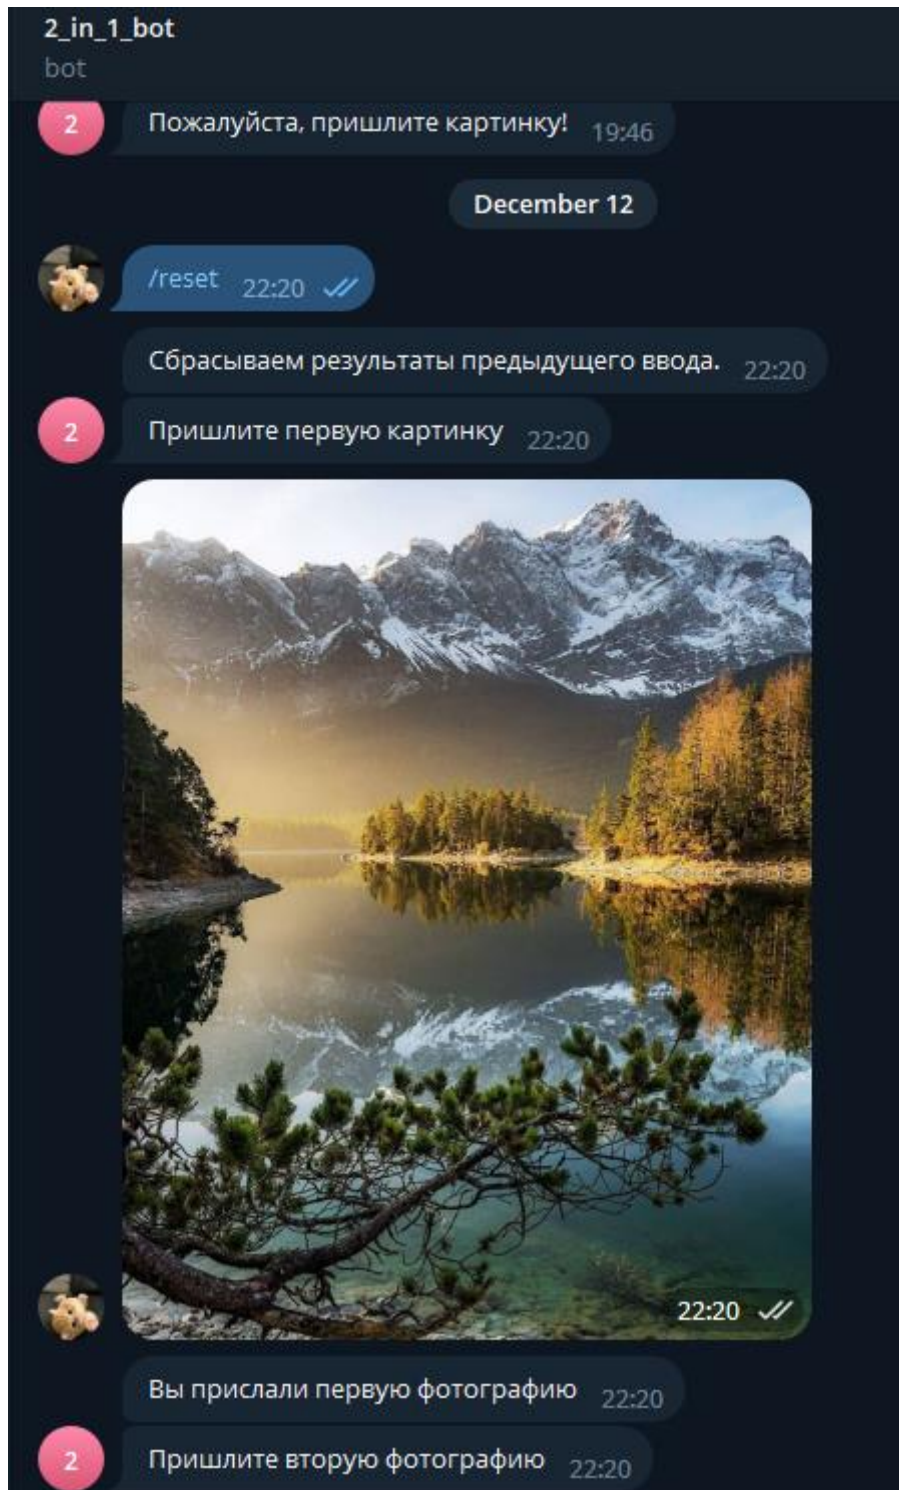 2_in_1_bot
bot
2
Пожалуйста, пришлите картинку! 19:46
December 12
/reset 22:20
Сбрасываем результаты предыдущего ввода. 22:20
2
Пришлите первую картинку 22:20
22:20
Вы прислали первую фотографию 22:20
2
Пришлите вторую фотографию 22:20